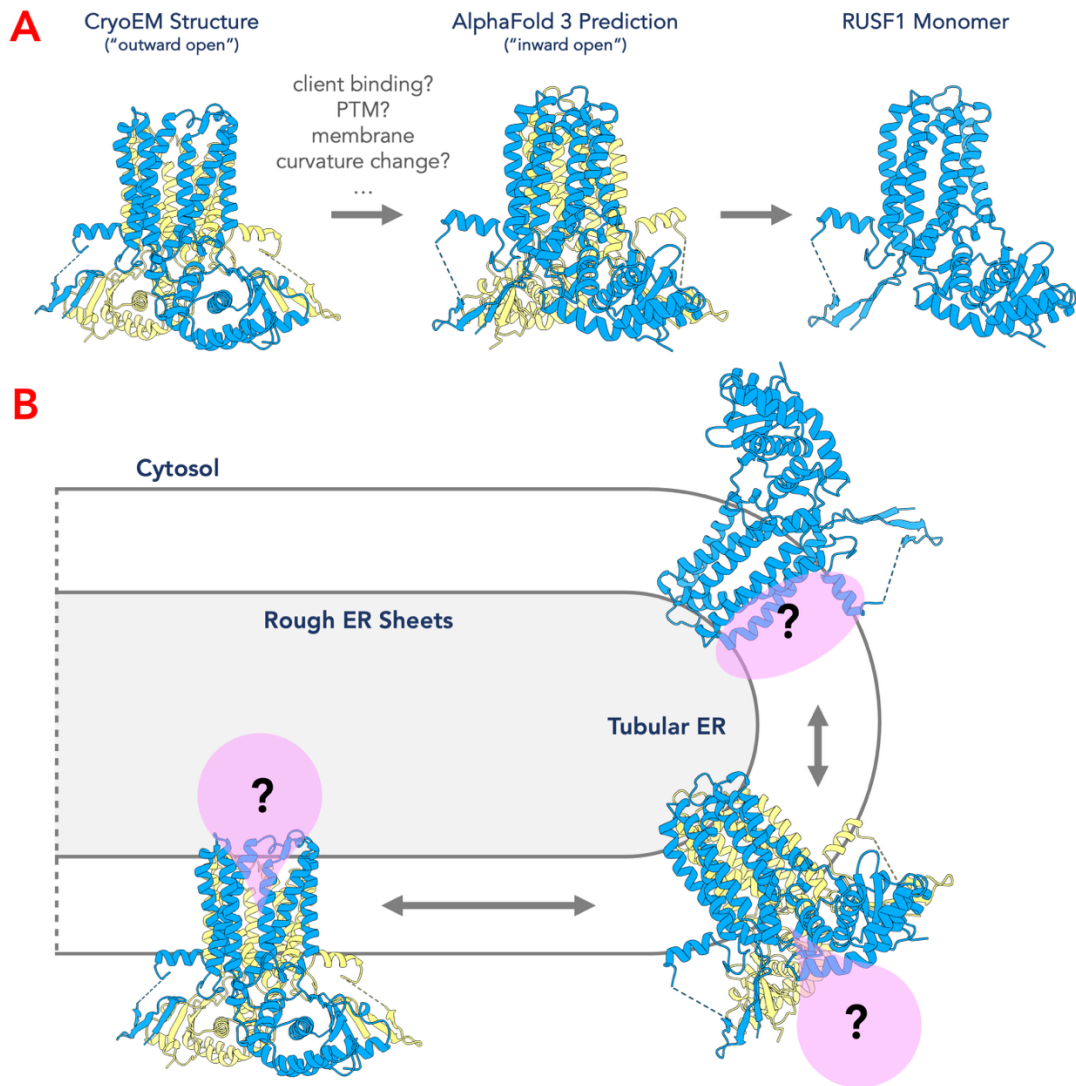 A
CryoEM Structure
(“outward open”)
AlphaFold 3 Prediction
(“inward open”)
RUSF1 Monomer
client binding?
PTM?
membrane
curvature change?
...
B
Cytosol
Rough ER Sheets
?
Tubular ER
?
?